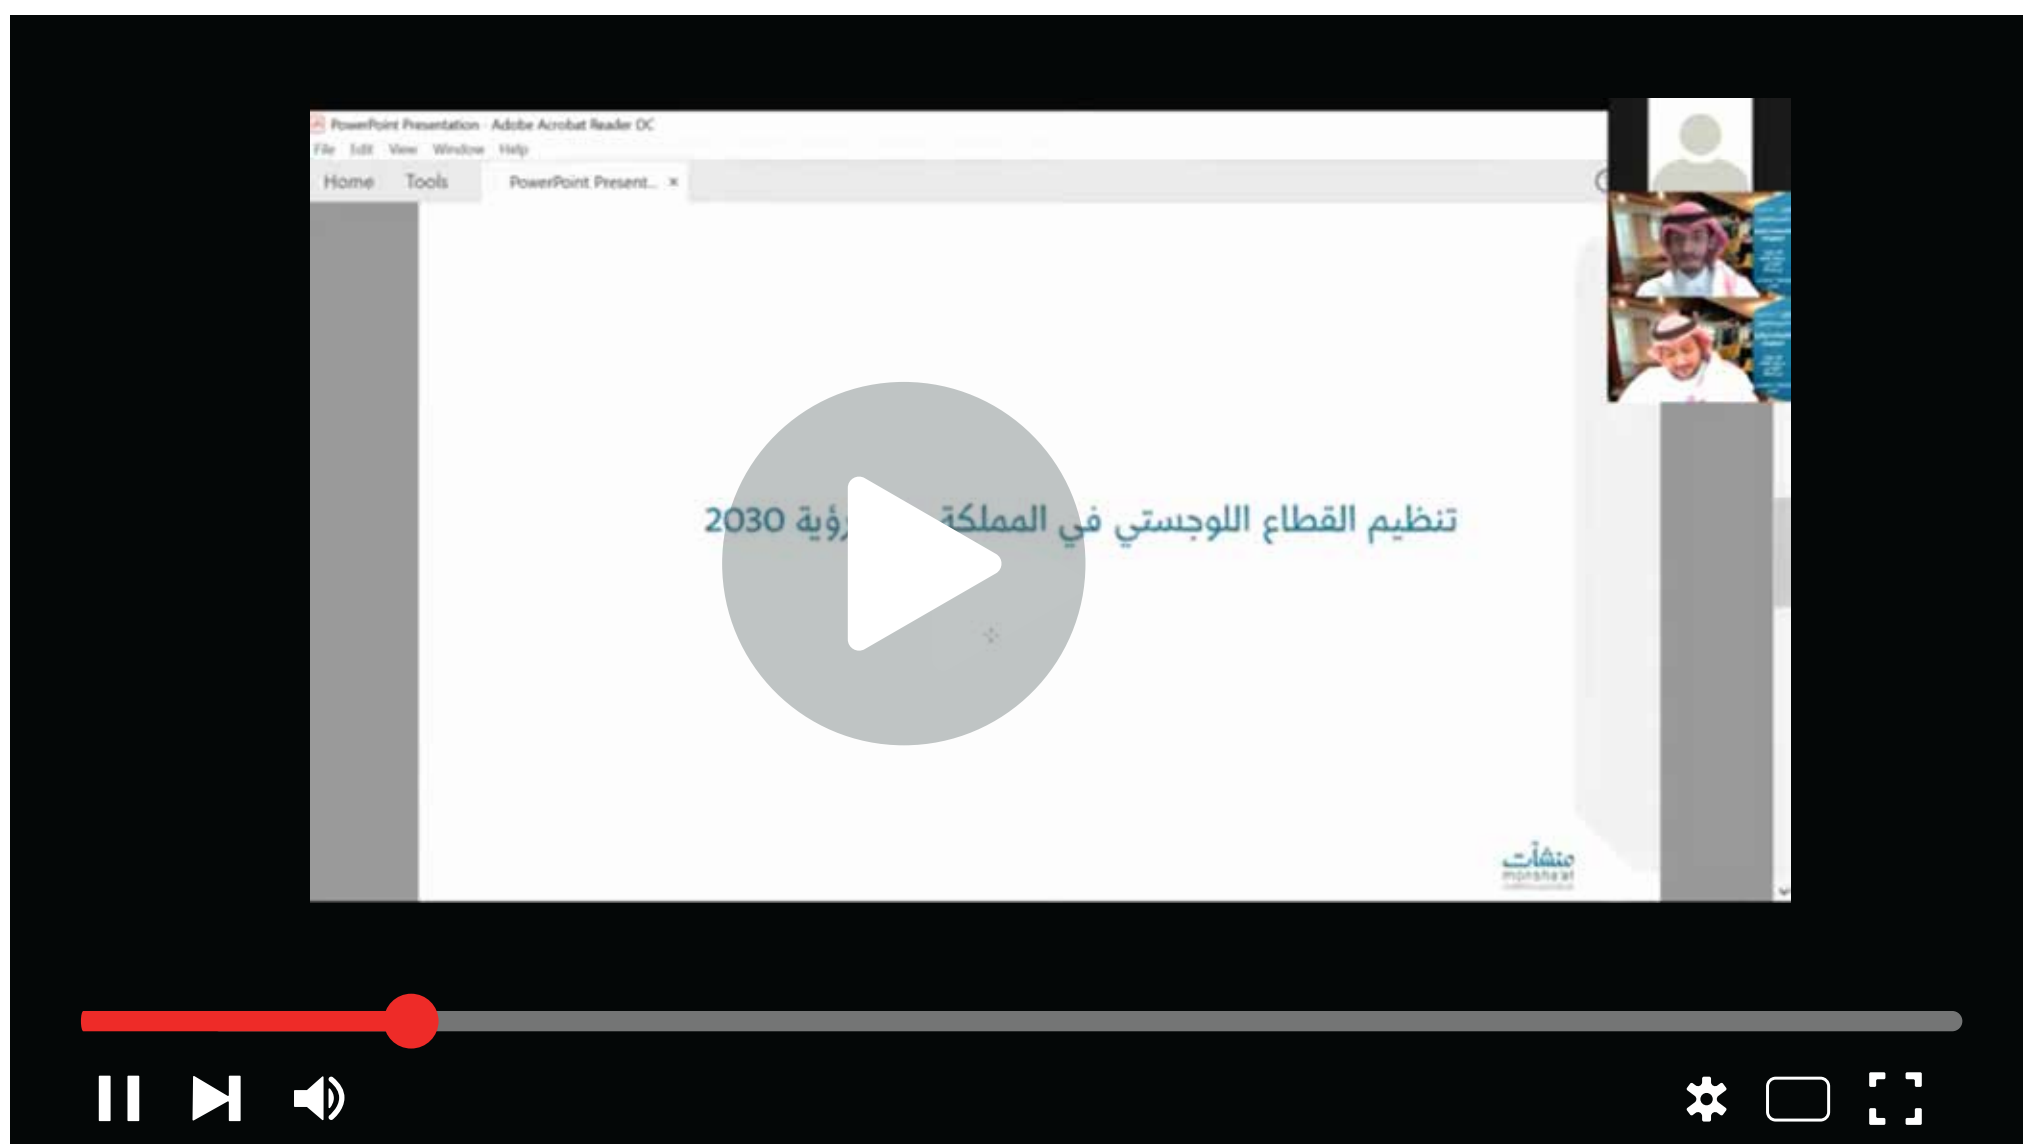 PowerPoint Presentation - Adobe Acrobat Reader DC
File Edit View Window Help
Home Tools PowerPoint Present... ×
تنظيم القطاع اللوجستي في المملكة رؤية 2030
منشآت
monsha'at